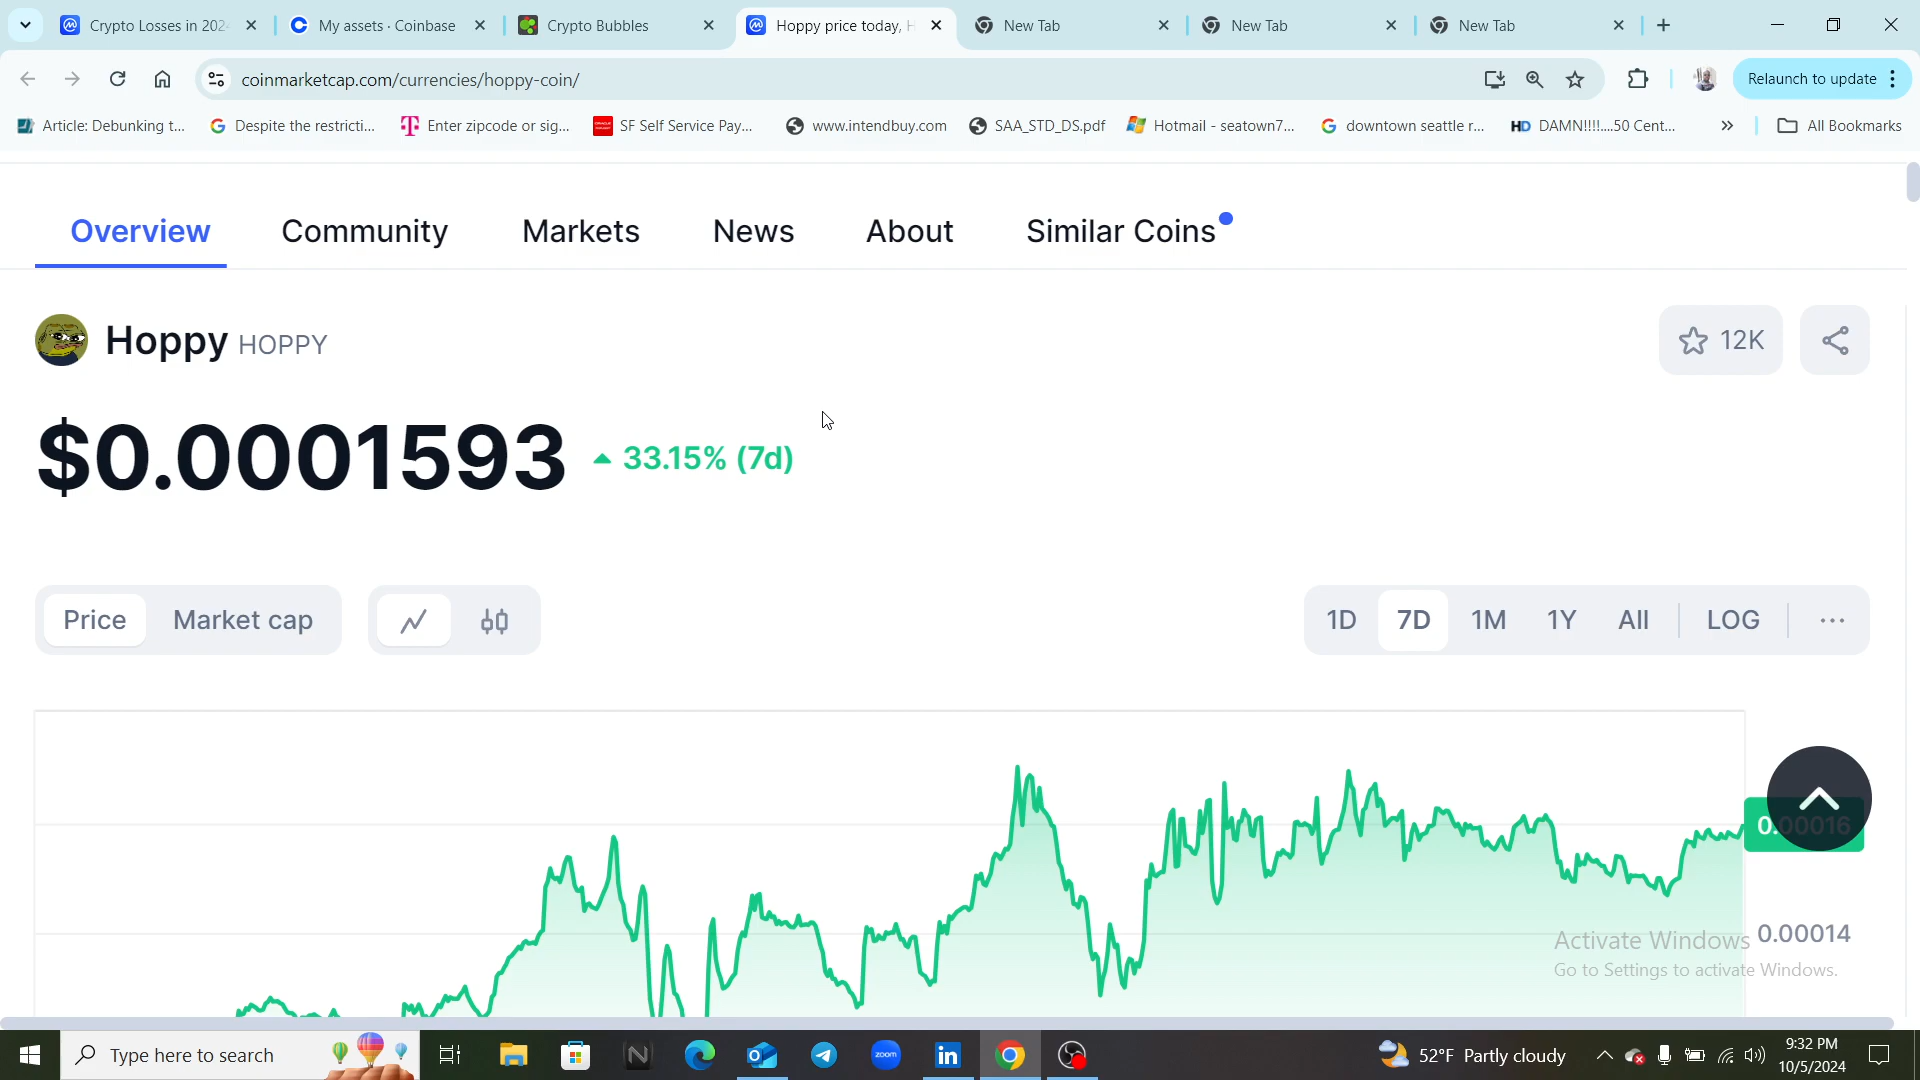 Crypto Losses in 202
My assets · Coinbase
Crypto Bubbles
Hoppy price today, H
New Tab
New Tab
New Tab
coinmarketcap.com/currencies/hoppy-coin/
Relaunch to update
Article: Debunking t...
Despite the restricti...
Enter zipcode or sig...
SF Self Service Pay...
www.intendbuy.com
SAA_STD_DS.pdf
Hotmail - seatown7...
downtown seattle r...
HD DAMN!!!!....50 Cent...
All Bookmarks
Overview
Community
Markets
News
About
Similar Coins
Hoppy HOPPY
12K
$0.0001593
33.15% (7d)
Price
Market cap
1D
7D
1M
1Y
All
LOG
0.00016
0.00014
Activate Windows
Go to Settings to activate Windows.
Type here to search
zoom
52°F Partly cloudy
9:32 PM
10/5/2024